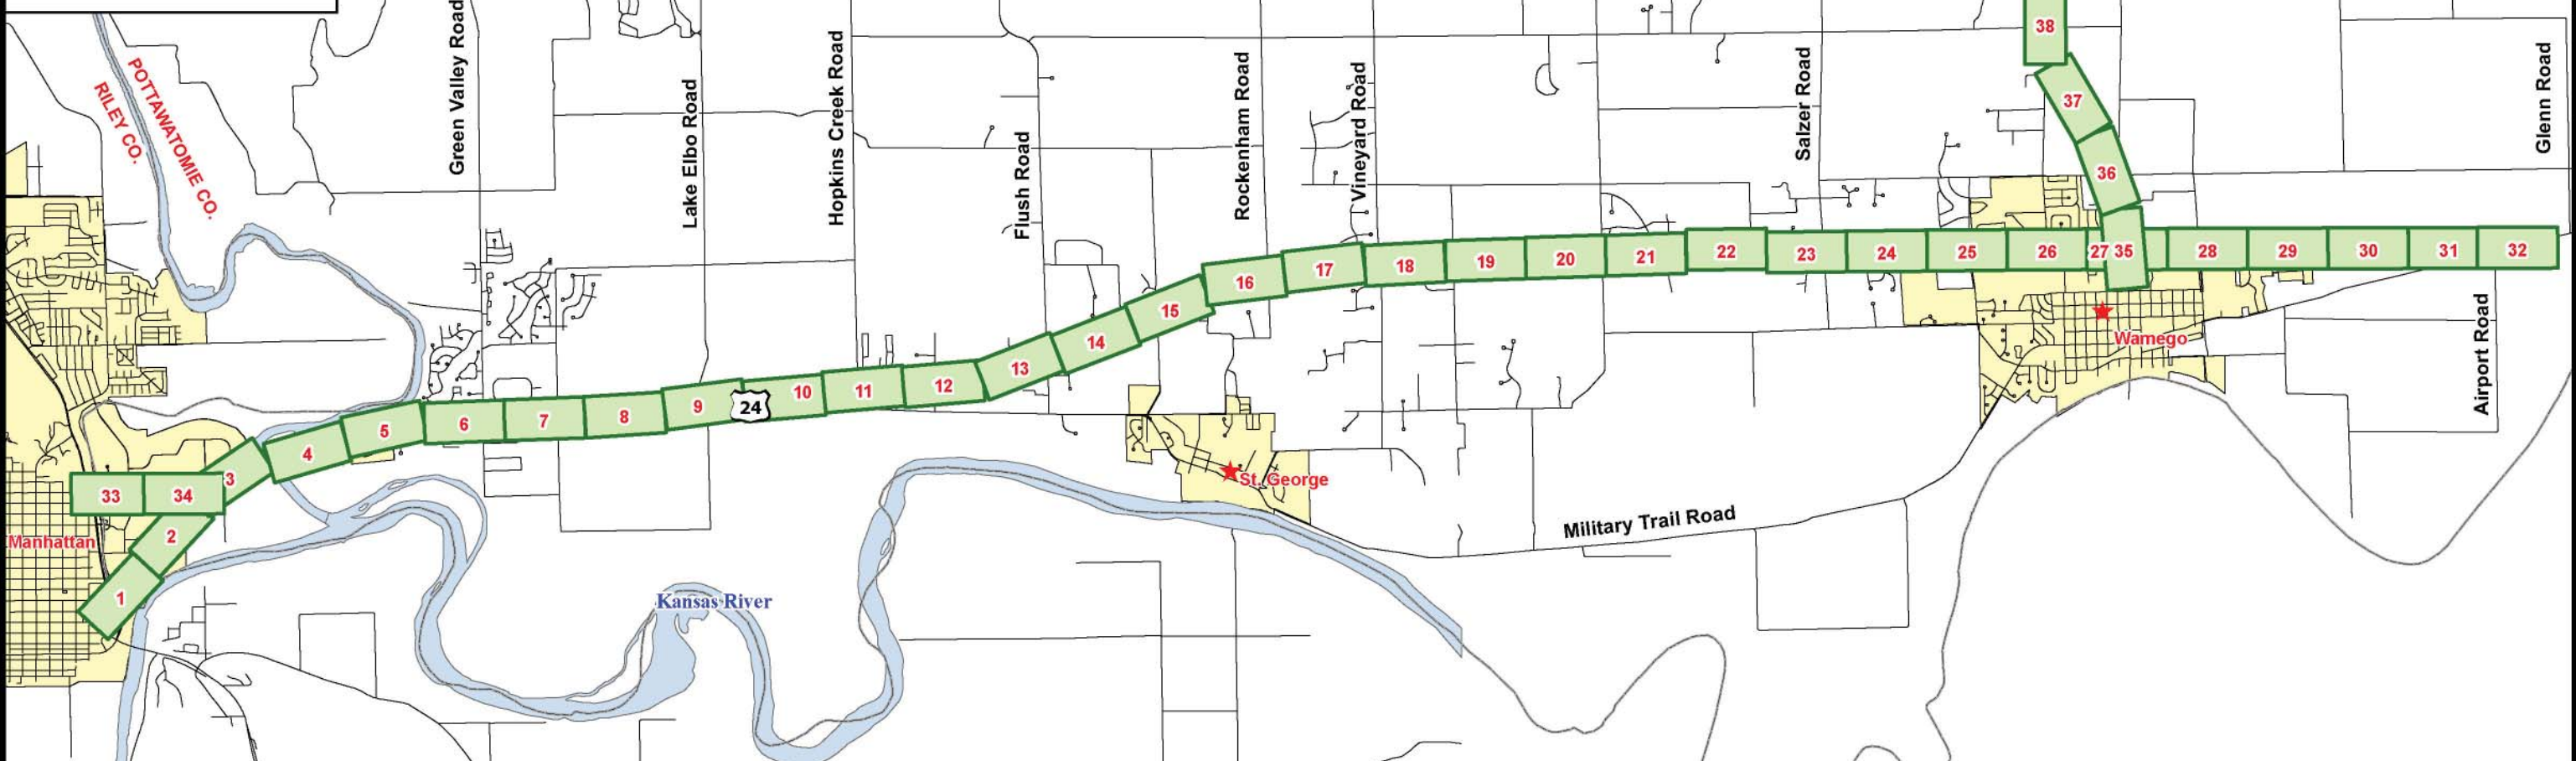 38
POTTAWATOMIE CO.
RILEY CO.
Green Valley Road
Lake Elbo Road
Hopkins Creek Road
Flush Road
Rockenham Road
Vineyard Road
Salzer Road
Glenn Road
37
36
16
17
18
19
20
21
22
23
24
25
26
27
35
28
29
30
31
32
15
14
13
12
11
10
24
9
8
7
6
5
4
3
33
34
2
1
Manhattan
St. George
Wamego
Airport Road
Military Trail Road
Kansas River